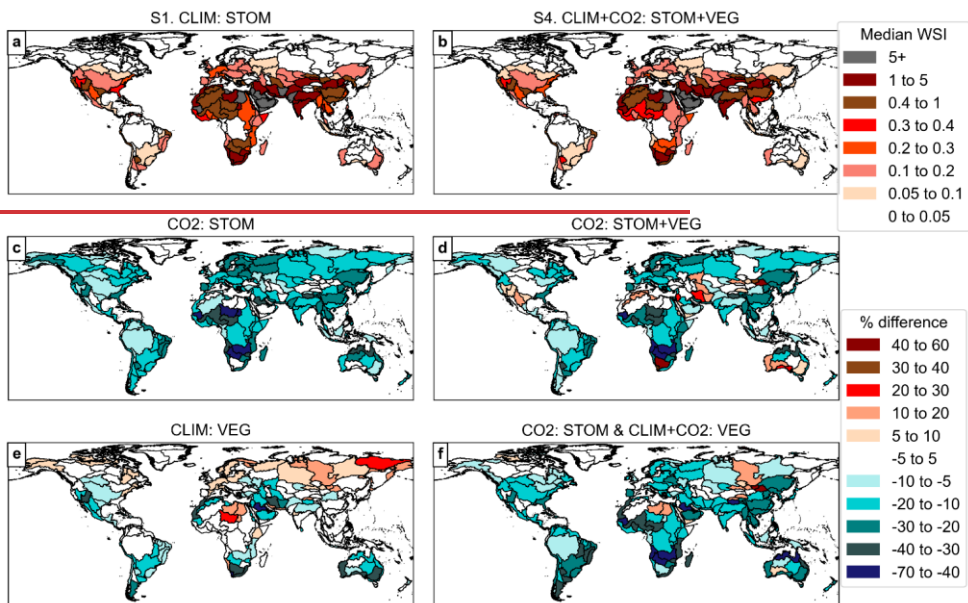 S1. CLIM: STOM
S4. CLIM+CO2: STOM+VEG
a
b
Median WSI
5+
1 to 5
0.4 to 1
0.3 to 0.4
0.2 to 0.3
0.1 to 0.2
0.05 to 0.1
0 to 0.05
CO2: STOM
CO2: STOM+VEG
c
d
% difference
40 to 60
30 to 40
20 to 30
10 to 20
5 to 10
-5 to 5
-10 to -5
-20 to -10
-30 to -20
-40 to -30
-70 to -40
CLIM: VEG
CO2: STOM & CLIM+CO2: VEG
e
f